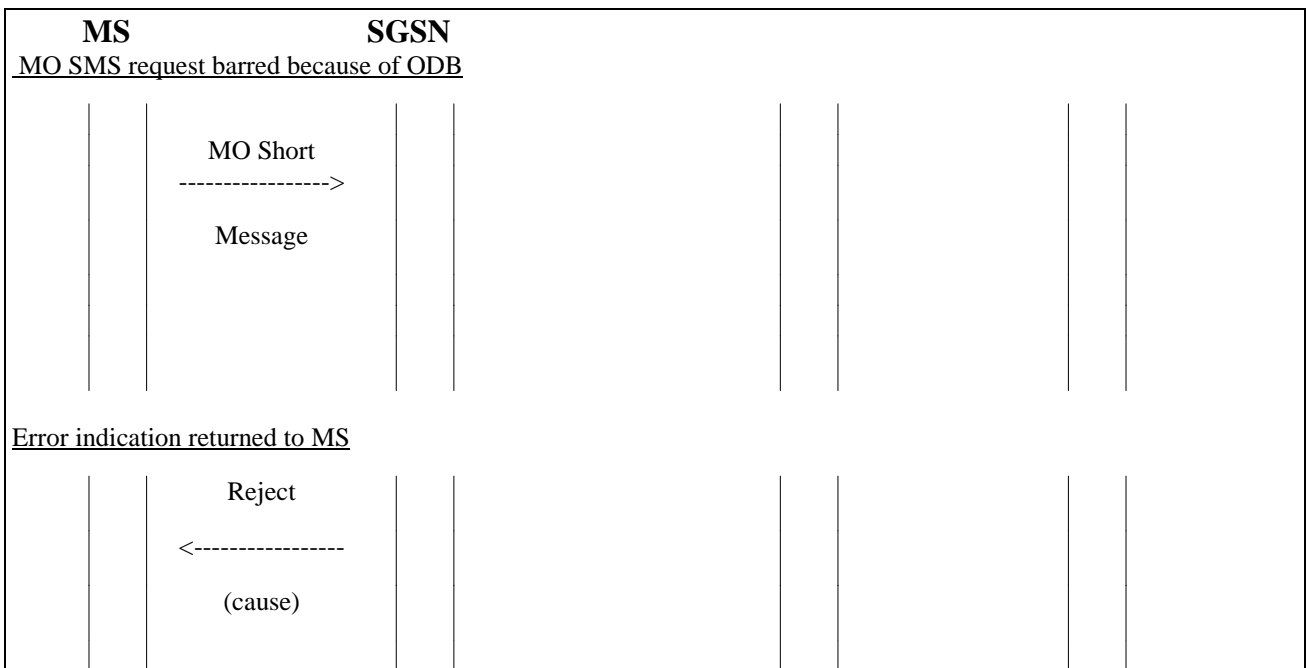 MS SGSN
MO SMS request barred because of ODB
MO Short
----------------->
Message
Error indication returned to MS
Reject
<-----------------
(cause)